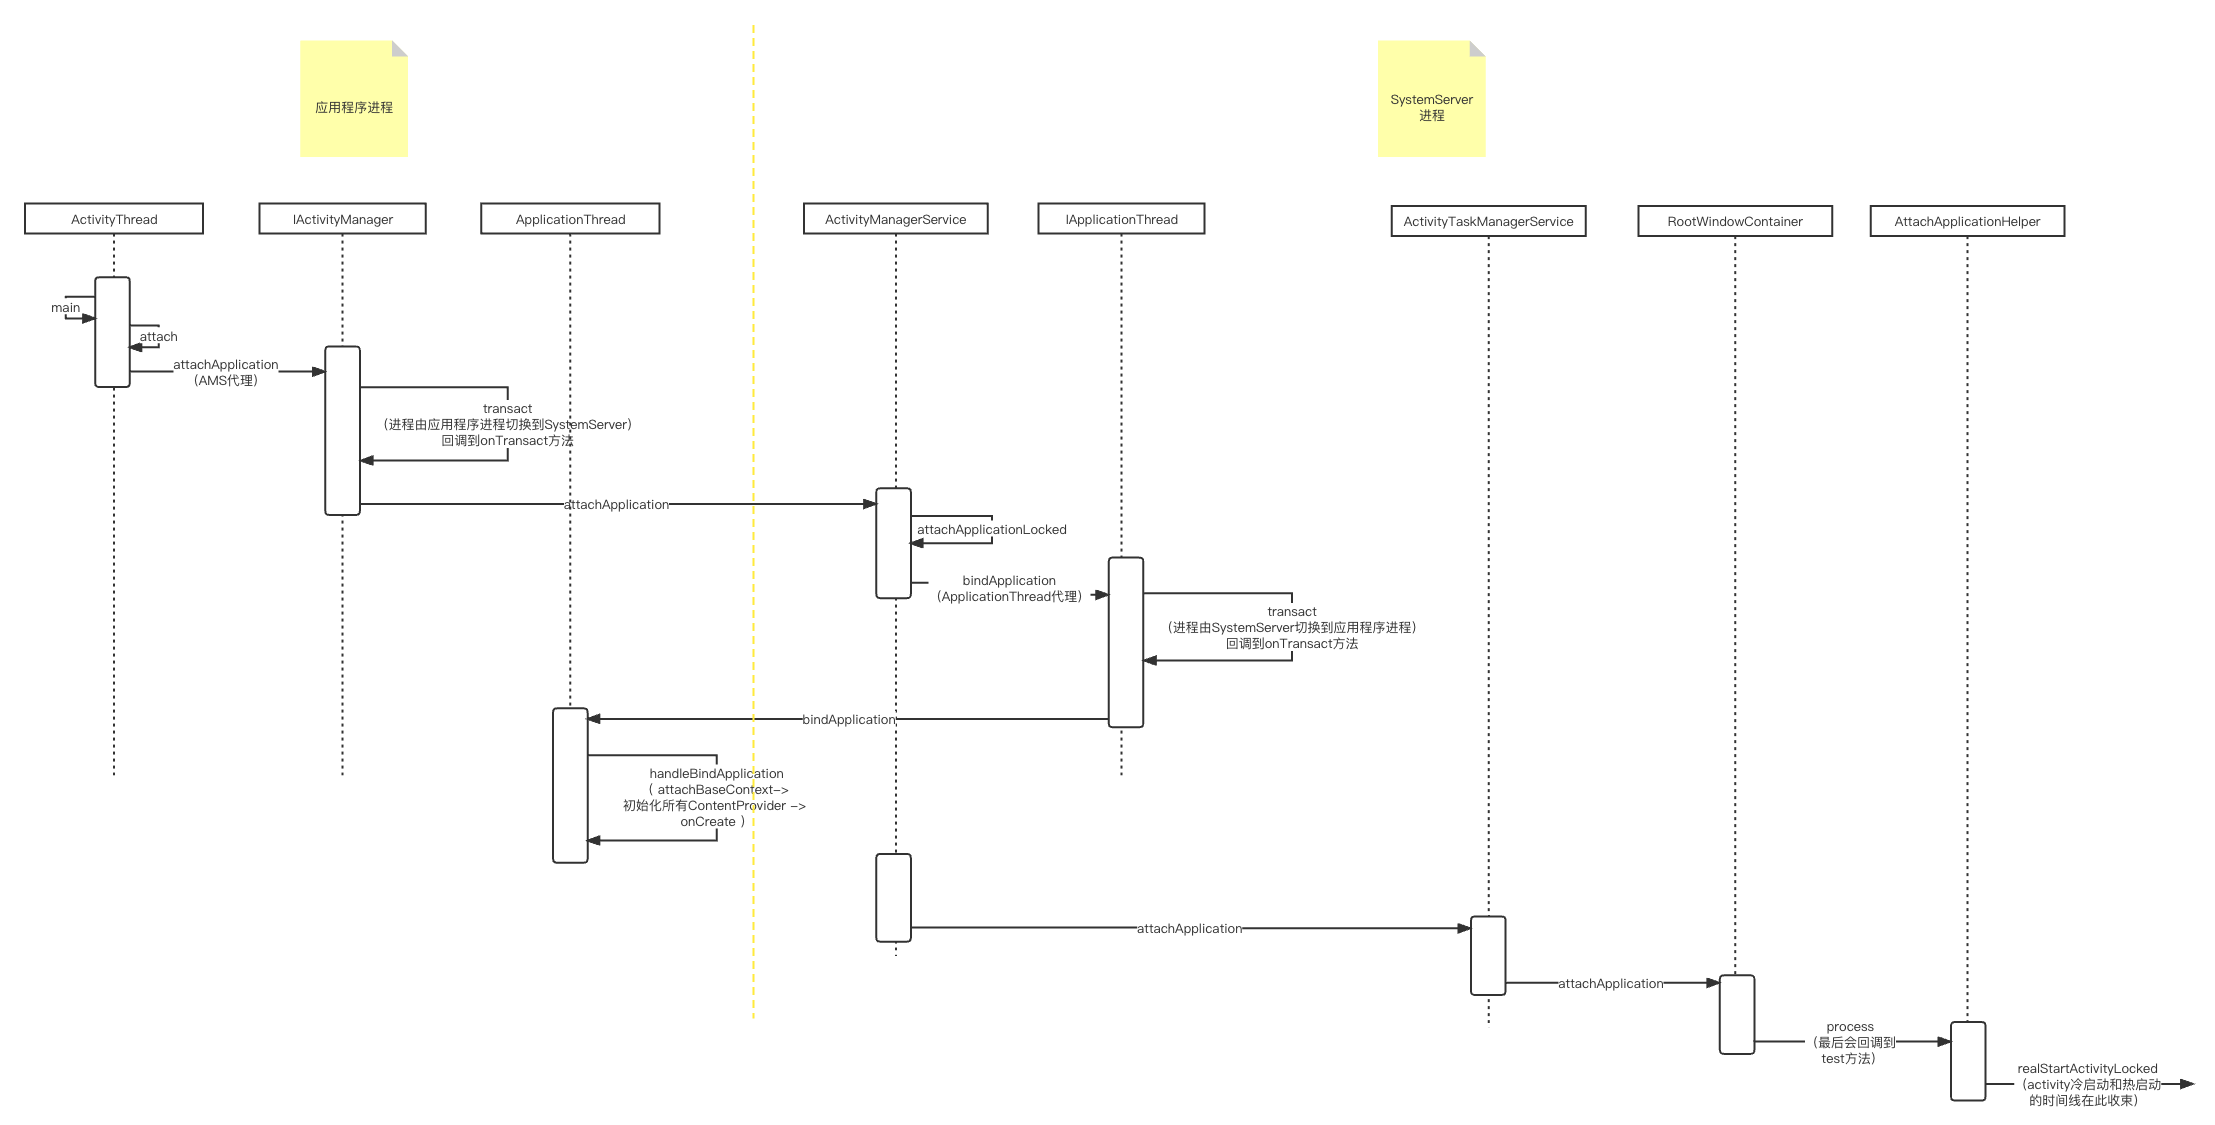 应用程序进程
SystemServer
进程
ActivityThread
IActivityManager
ApplicationThread
ActivityManagerService
IApplicationThread
ActivityTaskManagerService
RootWindowContainer
AttachApplicationHelper
main
attach
attachApplication
(AMS代理)
transact
(进程由应用程序进程切换到SystemServer)
回调到onTransact方法
attachApplication
attachApplicationLocked
bindApplication
(ApplicationThread代理)
transact
(进程由SystemServer切换到应用程序进程)
回调到onTransact方法
bindApplication
handleBindApplication
( attachBaseContext->
初始化所有ContentProvider ->
onCreate )
attachApplication
attachApplication
process
(最后会回调到
test方法)
realStartActivityLocked
(activity冷启动和热启动
的时间线在此收束)